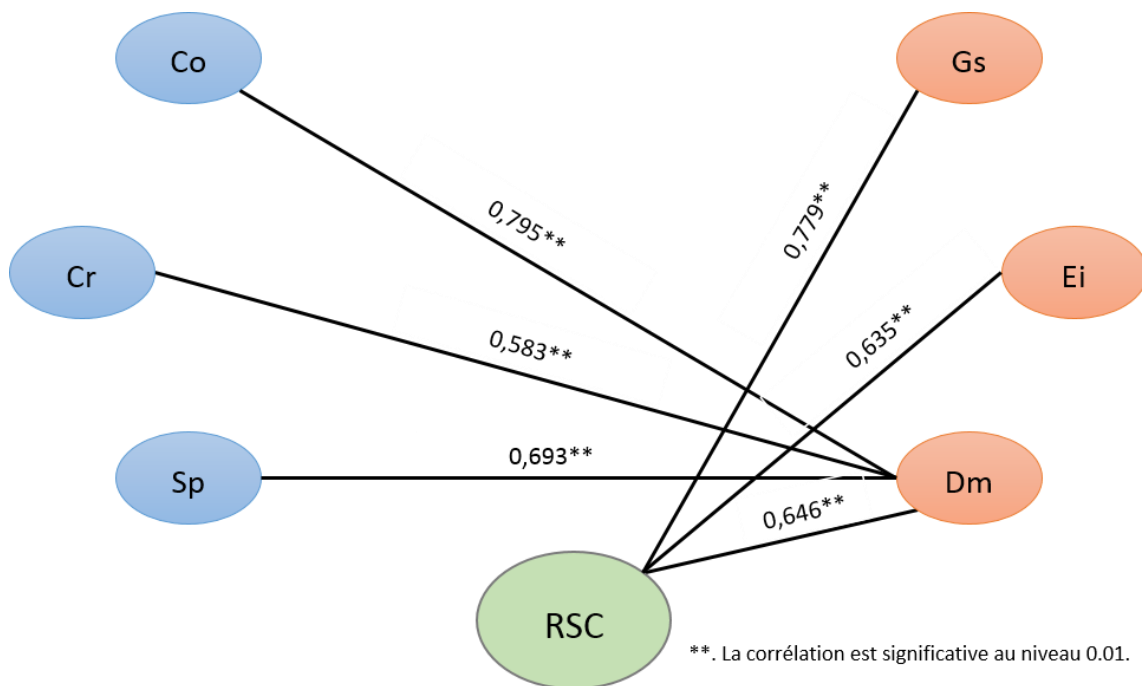 Co
Gs
0,795**
0,779**
Cr
Ei
0,583**
0,635**
Sp
0,693**
Dm
0,646**
RSC
**. La corrélation est significative au niveau 0.01.